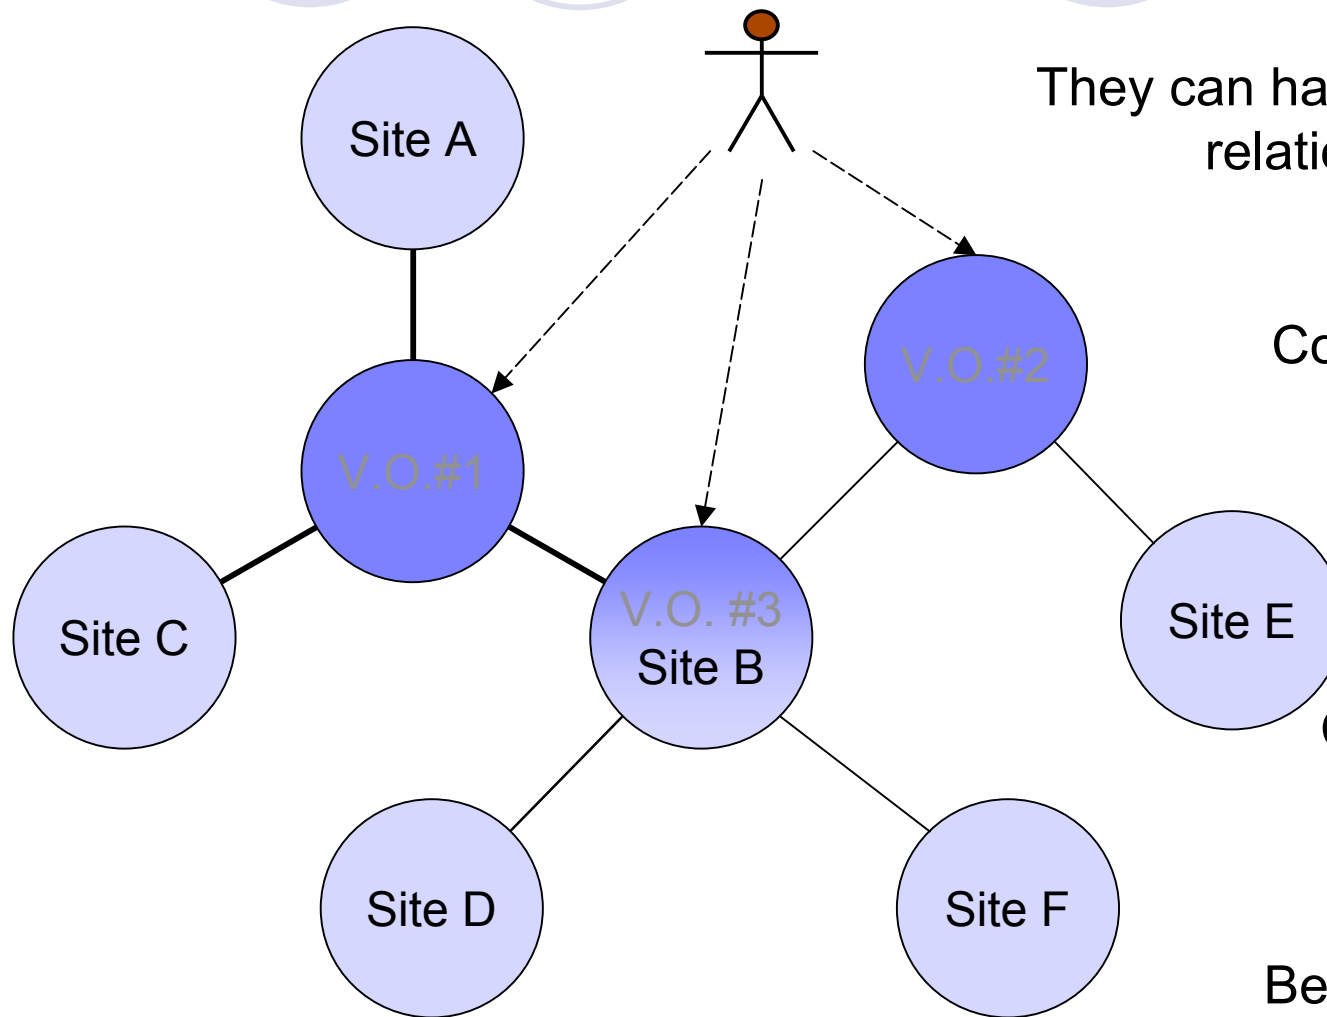 They can ha
relati
Site A
Co
V.O.#2
V.O.#1
V.O. #3
Site B
Site C
Site E
Site D
Site F
Be